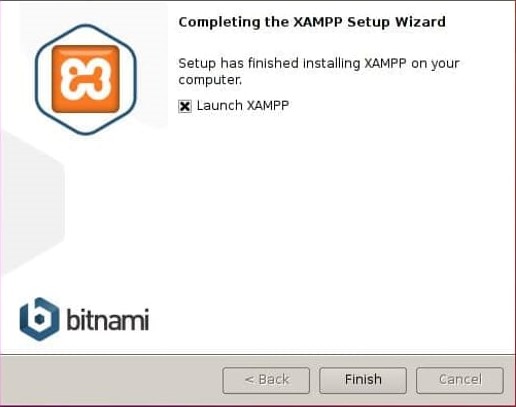 Completing the XAMPP Setup Wizard
Setup has finished installing XAMPP on your
computer.
Launch XAMPP
bitnami
< Back
Finish
Cancel